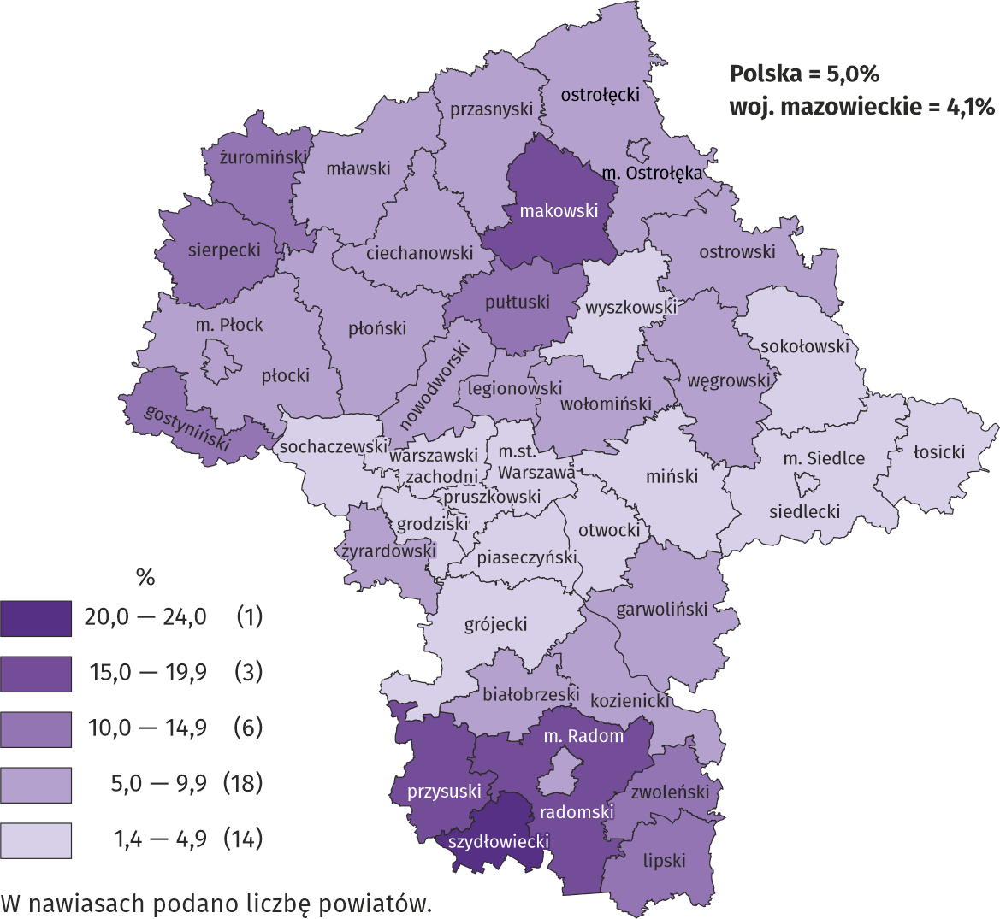 Polska = 5,0%
woj. mazowieckie = 4,1%
ostrołęcki
przasnyski
żuromiński
mławski
m. Ostrołęka
makowski
sierpecki
ciechanowski
ostrowski
pułtuski
wyszkowski
m. Płock
płoński
sokołowski
płocki
nowodworski
legionowski
węgrowski
wołomiński
gostyniński
sochaczewski
warszawski
zachodni
m.st.
Warszawa
m. Siedlce
łosicki
miński
pruszkowski
siedlecki
grodziski
otwocki
żyrardowski
piaseczyński
garwoliński
grójecki
białobrzeski
kozienicki
m. Radom
przysuski
zwoleński
radomski
szydłowiecki
lipski
%
20,0 — 24,0 (1)
15,0 — 19,9 (3)
10,0 — 14,9 (6)
5,0 — 9,9 (18)
1,4 — 4,9 (14)
W nawiasach podano liczbę powiatów.